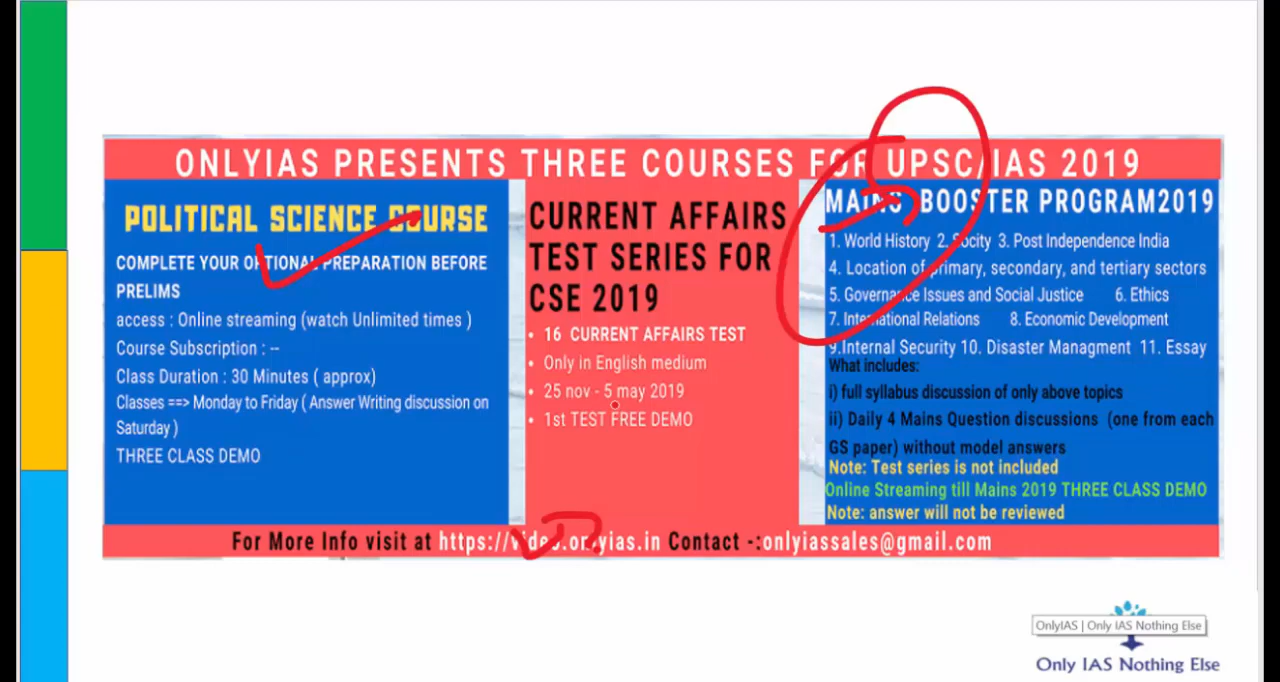 ONLYIAS PRESENTS THREE COURSES FOR UPSC/IAS 2019
POLITICAL SCIENCE COURSE
COMPLETE YOUR OPTIONAL PREPARATION BEFORE
PRELIMS
access : Online streaming (watch Unlimited times )
Course Subscription : --
Class Duration : 30 Minutes ( approx)
Classes ==> Monday to Friday ( Answer Writing discussion on
Saturday )
THREE CLASS DEMO
CURRENT AFFAIRS
TEST SERIES FOR
CSE 2019
• 16 CURRENT AFFAIRS TEST
• Only in English medium
• 25 nov - 5 may 2019
• 1st TEST FREE DEMO
MAINS BOOSTER PROGRAM2019
1. World History 2. Socity 3. Post Independence India
4. Location of primary, secondary, and tertiary sectors
5. Governance Issues and Social Justice 6. Ethics
7. International Relations 8. Economic Development
9.Internal Security 10. Disaster Managment 11. Essay
What includes:
i) full syllabus discussion of only above topics
ii) Daily 4 Mains Question discussions (one from each
GS paper) without model answers
Note: Test series is not included
Online Streaming till Mains 2019 THREE CLASS DEMO
Note: answer will not be reviewed
For More Info visit at https://video.onlyias.in Contact -:onlyiassales@gmail.com
OnlyIAS | Only IAS Nothing Else
Only IAS Nothing Else